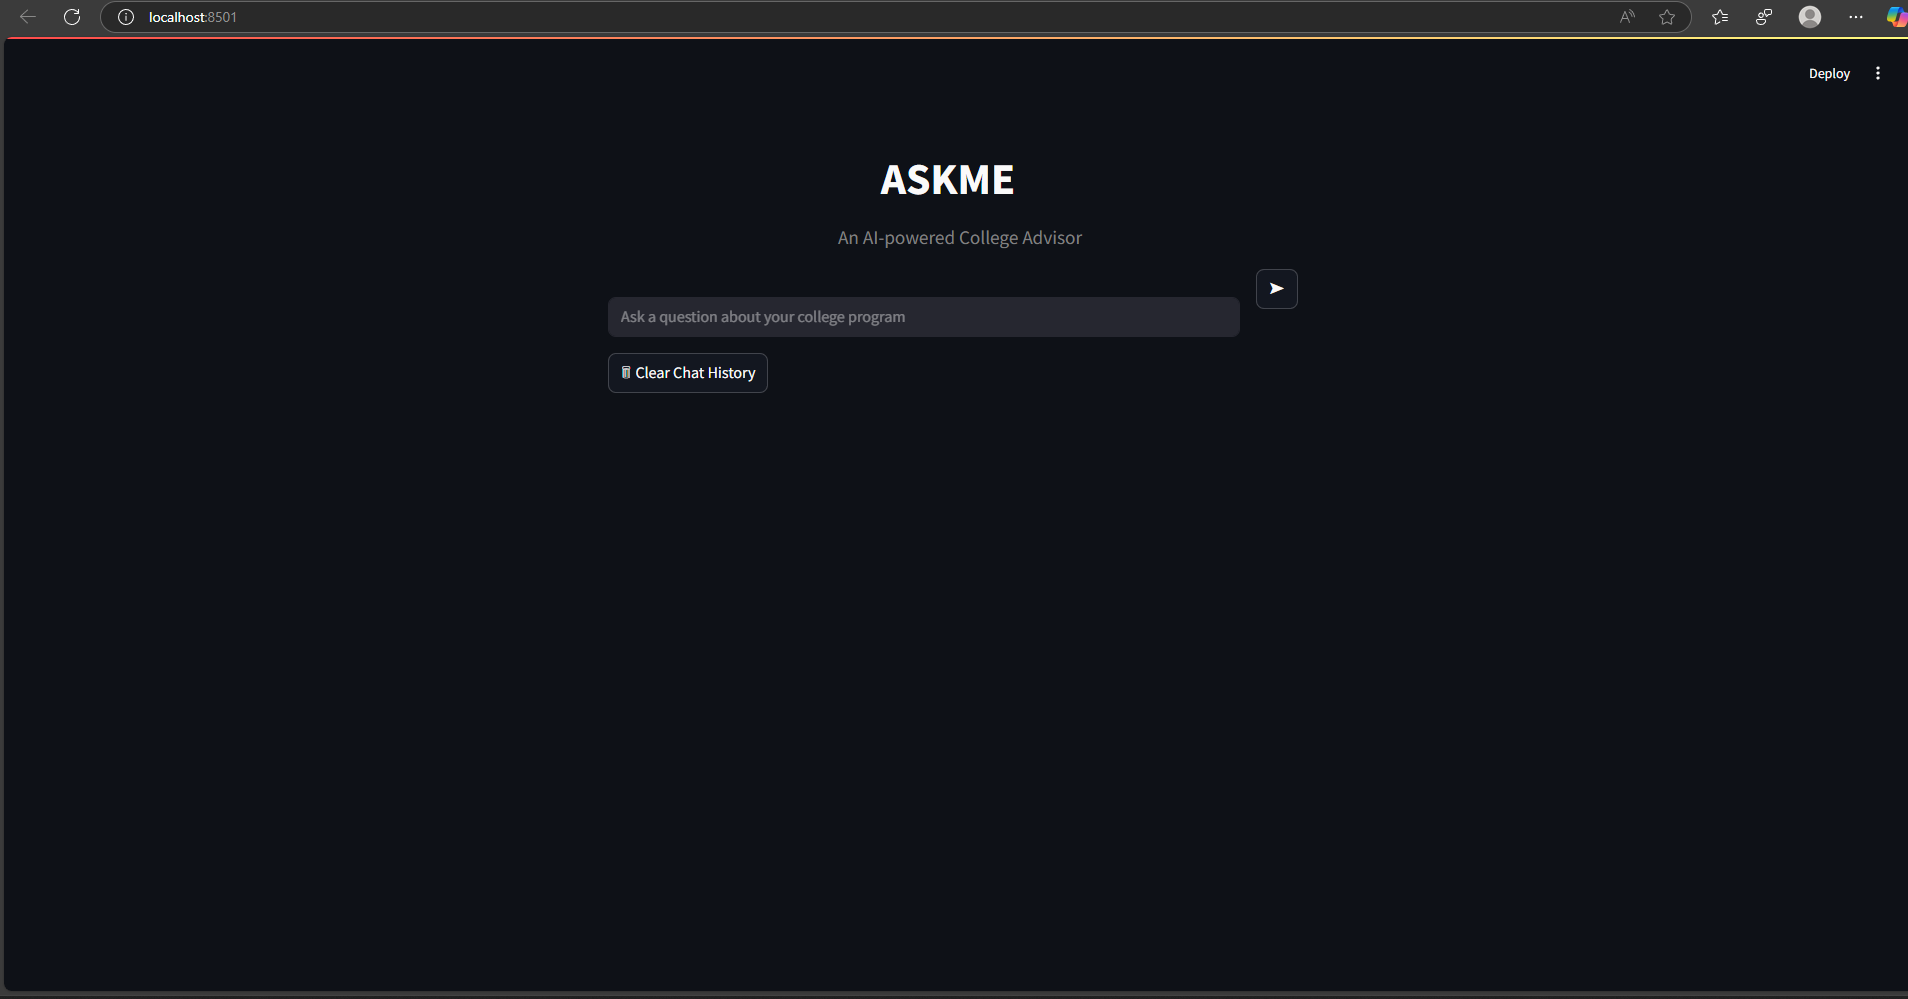 localhost:8501
Deploy
ASKME
An AI-powered College Advisor
Ask a question about your college program
Clear Chat History